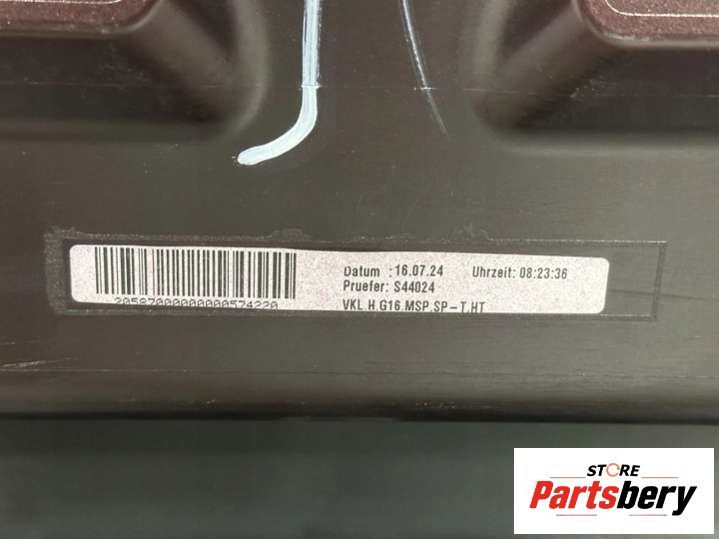 Datum :16.07.24 Uhrzeit: 08:23:36
Pruefer: S44024
VKL H G16.MSP.SP-T.HT
STORE
Partsbery